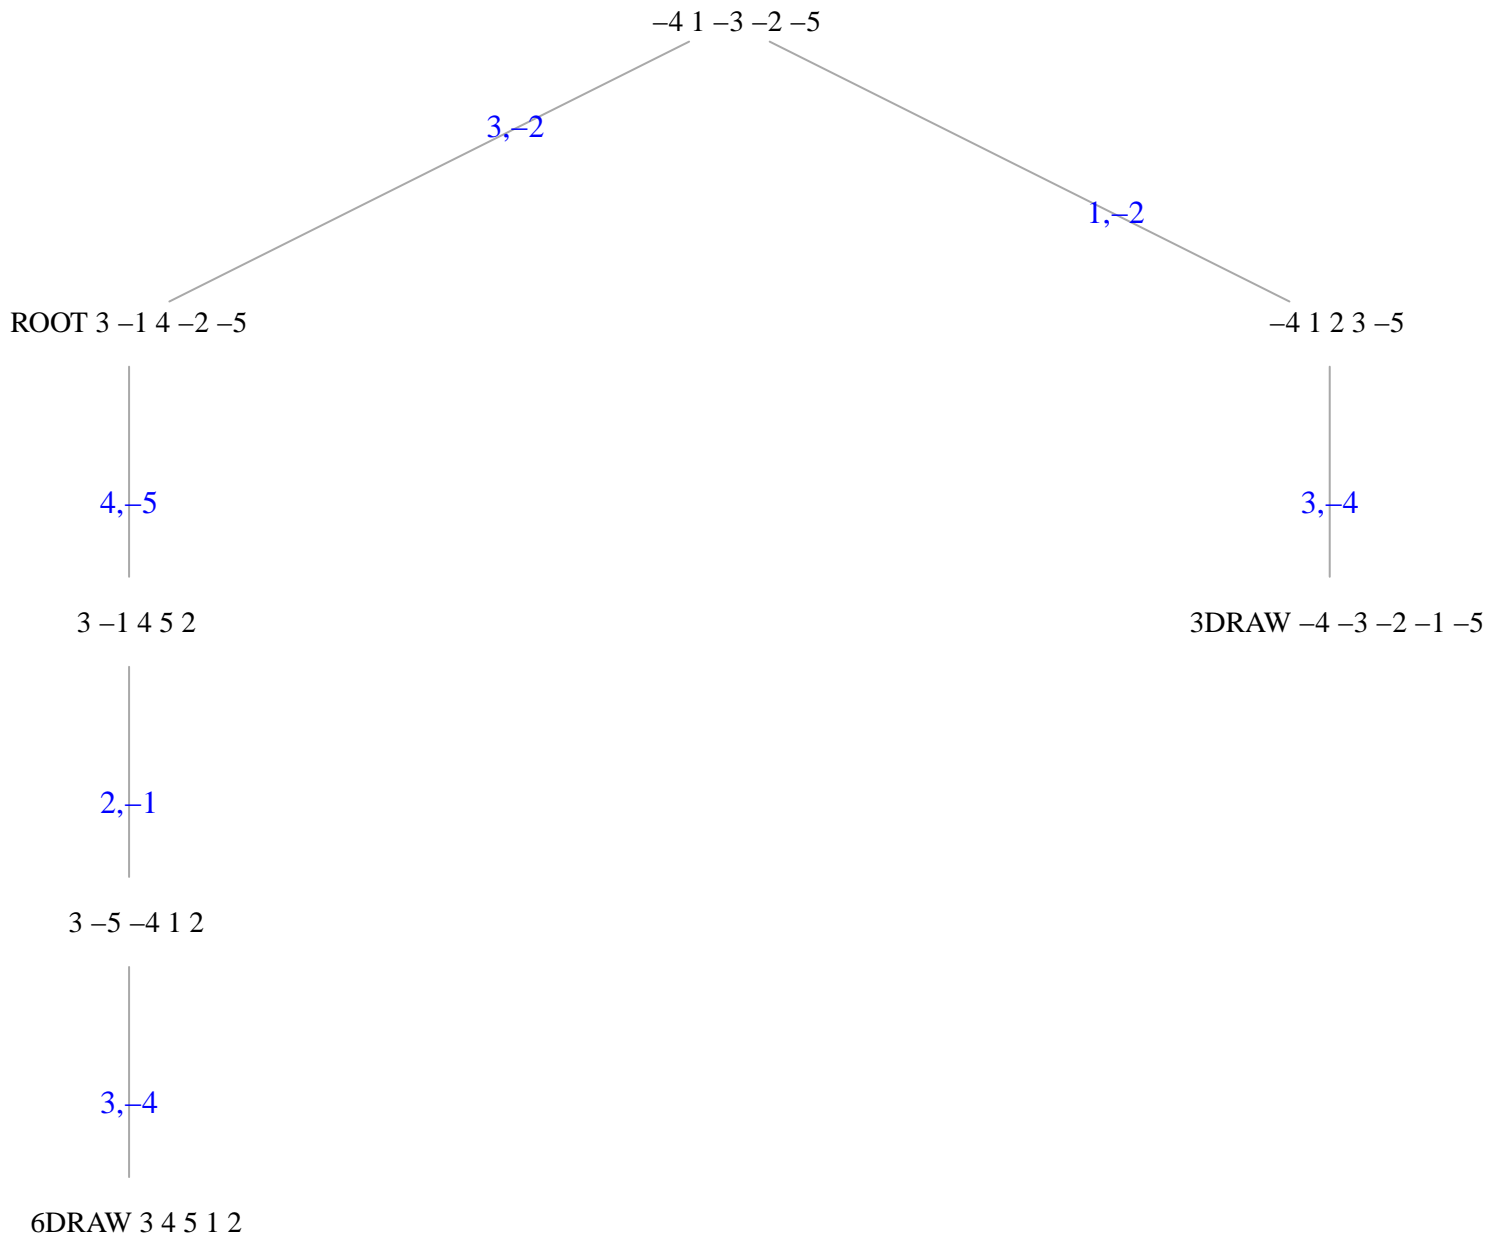 –4 1 –3 –2 –5
3,–2
1,–2
ROOT 3 –1 4 –2 –5
–4 1 2 3 –5
4,–5
3,–4
3 –1 4 5 2
3DRAW –4 –3 –2 –1 –5
2,–1
3 –5 –4 1 2
3,–4
6DRAW 3 4 5 1 2